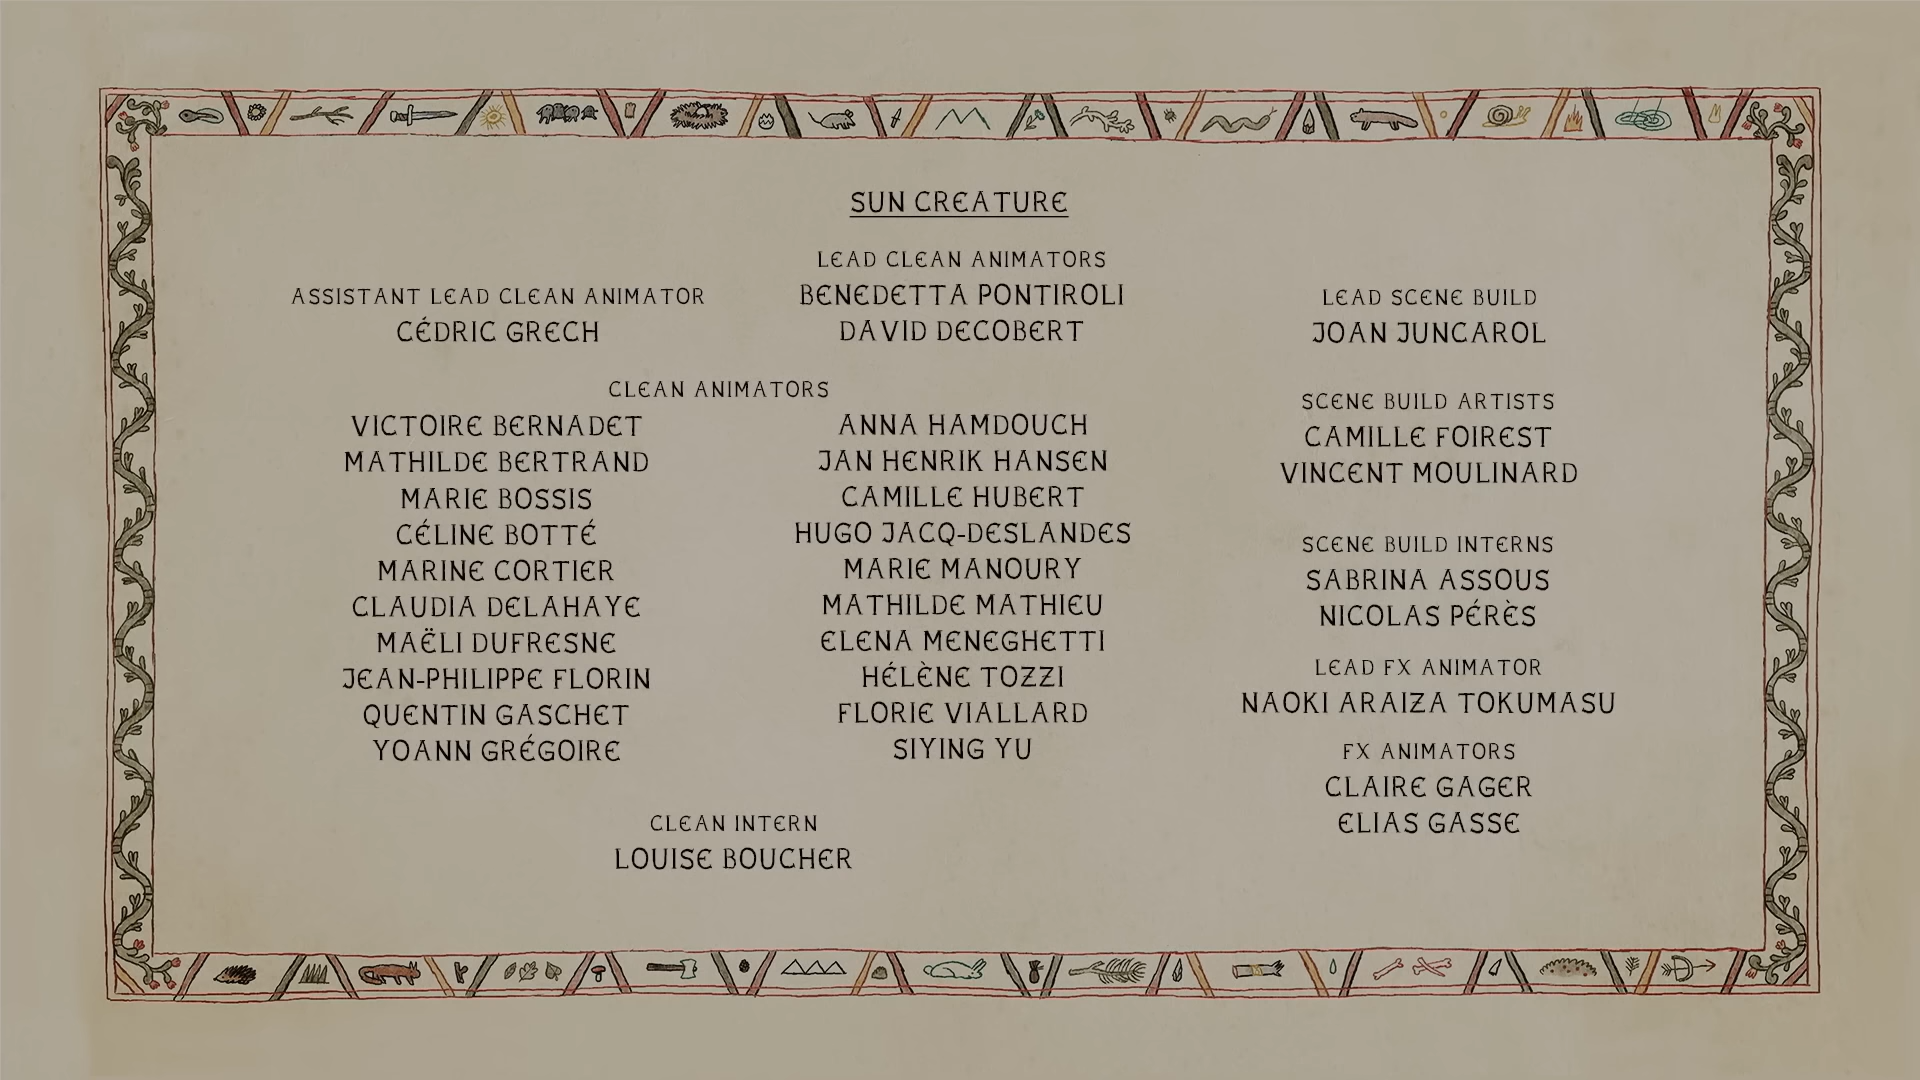 SUN CREATURE
LEAD CLEAN ANIMATORS
BENEDETTA PONTIROLI
DAVID DECOBERT
ASSISTANT LEAD CLEAN ANIMATOR
CÉDRIC GRECH
CLEAN ANIMATORS
VICTOIRE BERNADET
MATHILDE BERTRAND
MARIE BOSSIS
CÉLINE BOTTÉ
MARINE CORTIER
CLAUDIA DELAHAYE
MAËLI DUFRESNE
JEAN-PHILIPPE FLORIN
QUENTIN GASCHET
YOANN GRÉGOIRE
ANNA HAMDOUCH
JAN HENRIK HANSEN
CAMILLE HUBERT
HUGO JACQ-DESLANDES
MARIE MANOURY
MATHILDE MATHIEU
ELENA MENEGHETTI
HÉLÈNE TOZZI
FLORIE VIALLARD
SIYING YU
CLEAN INTERN
LOUISE BOUCHER
LEAD SCENE BUILD
JOAN JUNCAROL
SCENE BUILD ARTISTS
CAMILLE FOIREST
VINCENT MOULINARD
SCENE BUILD INTERNS
SABRINA ASSOUS
NICOLAS PÉRÈS
LEAD FX ANIMATOR
NAOKI ARAIZA TOKUMASU
FX ANIMATORS
CLAIRE GAGER
ELIAS GASSE